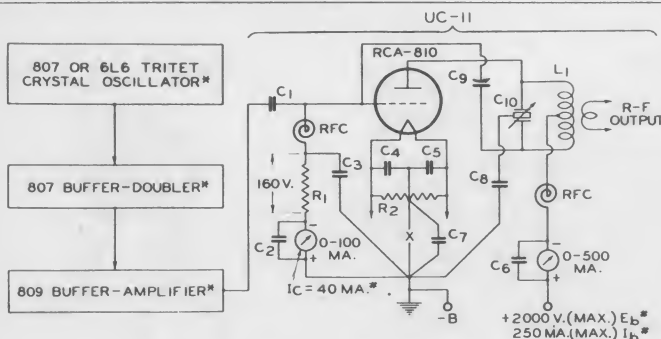 UC-11
807 OR 6L6 TRITET
CRYSTAL OSCILLATOR*
807 BUFFER-DOUBLER*
809 BUFFER-AMPLIFIER*
RCA-810
C1
RFC
160 V.
R1
C2
0-100
MA.
IC = 40 MA.*
C3
C4
C5
R2
X
C7
-B
C9
C10
C8
L1
R-F
OUTPUT
RFC
C6
0-500
MA.
+2000 V.(MAX.) Eb*
250 MA.(MAX.) Ib*